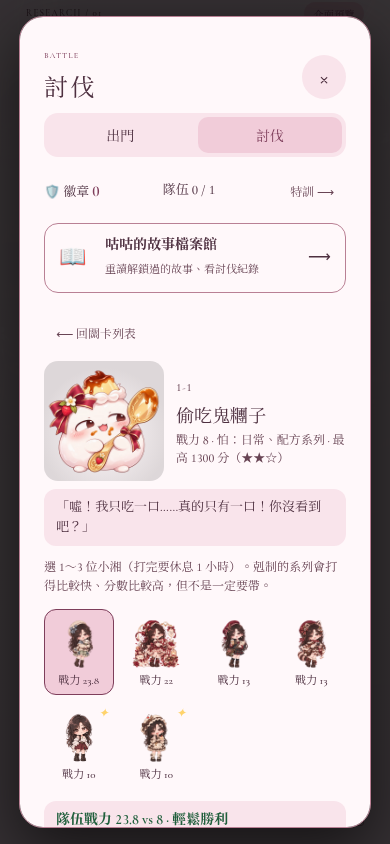 RESEARCH / 01
BATTLE
討伐
×
出門
討伐
🛡️ 徽章 0
隊伍 0 / 1
特訓 ⟶
咕咕的故事檔案館
重讀解鎖過的故事、看討伐紀錄
⟶
⟵ 回關卡列表
1-1
偷吃鬼糰子
戰力 8 · 怕：日常、配方系列 · 最
高 1300 分（★★☆）
「噓！我只吃一口……真的只有一口！你沒看到
吧？」
選 1～3 位小湘（打完要休息 1 小時）。剋制的系列會打
得比較快、分數比較高，但不是一定要帶。
戰力 23.8
戰力 22
戰力 13
戰力 13
戰力 10
戰力 10
隊伍戰力 23.8 vs 8 · 輕鬆勝利